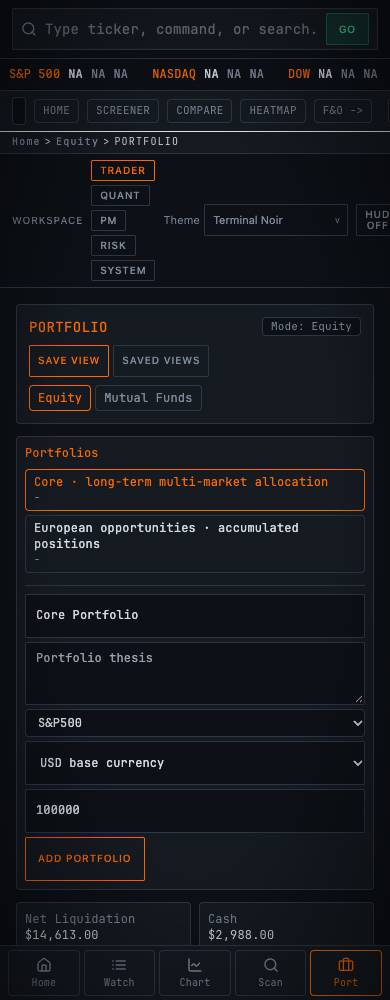 Type ticker, command, or search.
GO
S&P 500 NA NA NA NASDAQ NA NA NA DOW NA NA NA
HOME SCREENER COMPARE HEATMAP F&O ->
Home > Equity > PORTFOLIO
WORKSPACE
TRADER
QUANT
PM
RISK
SYSTEM
Theme Terminal Noir
HUD
OFF
PORTFOLIO
Mode: Equity
SAVE VIEW SAVED VIEWS
Equity Mutual Funds
Portfolios
Core · long-term multi-market allocation
-
European opportunities · accumulated
positions
-
Core Portfolio
Portfolio thesis
S&P500
USD base currency
100000
ADD PORTFOLIO
Net Liquidation
$14,613.00
Cash
$2,988.00
Home Watch Chart Scan Port